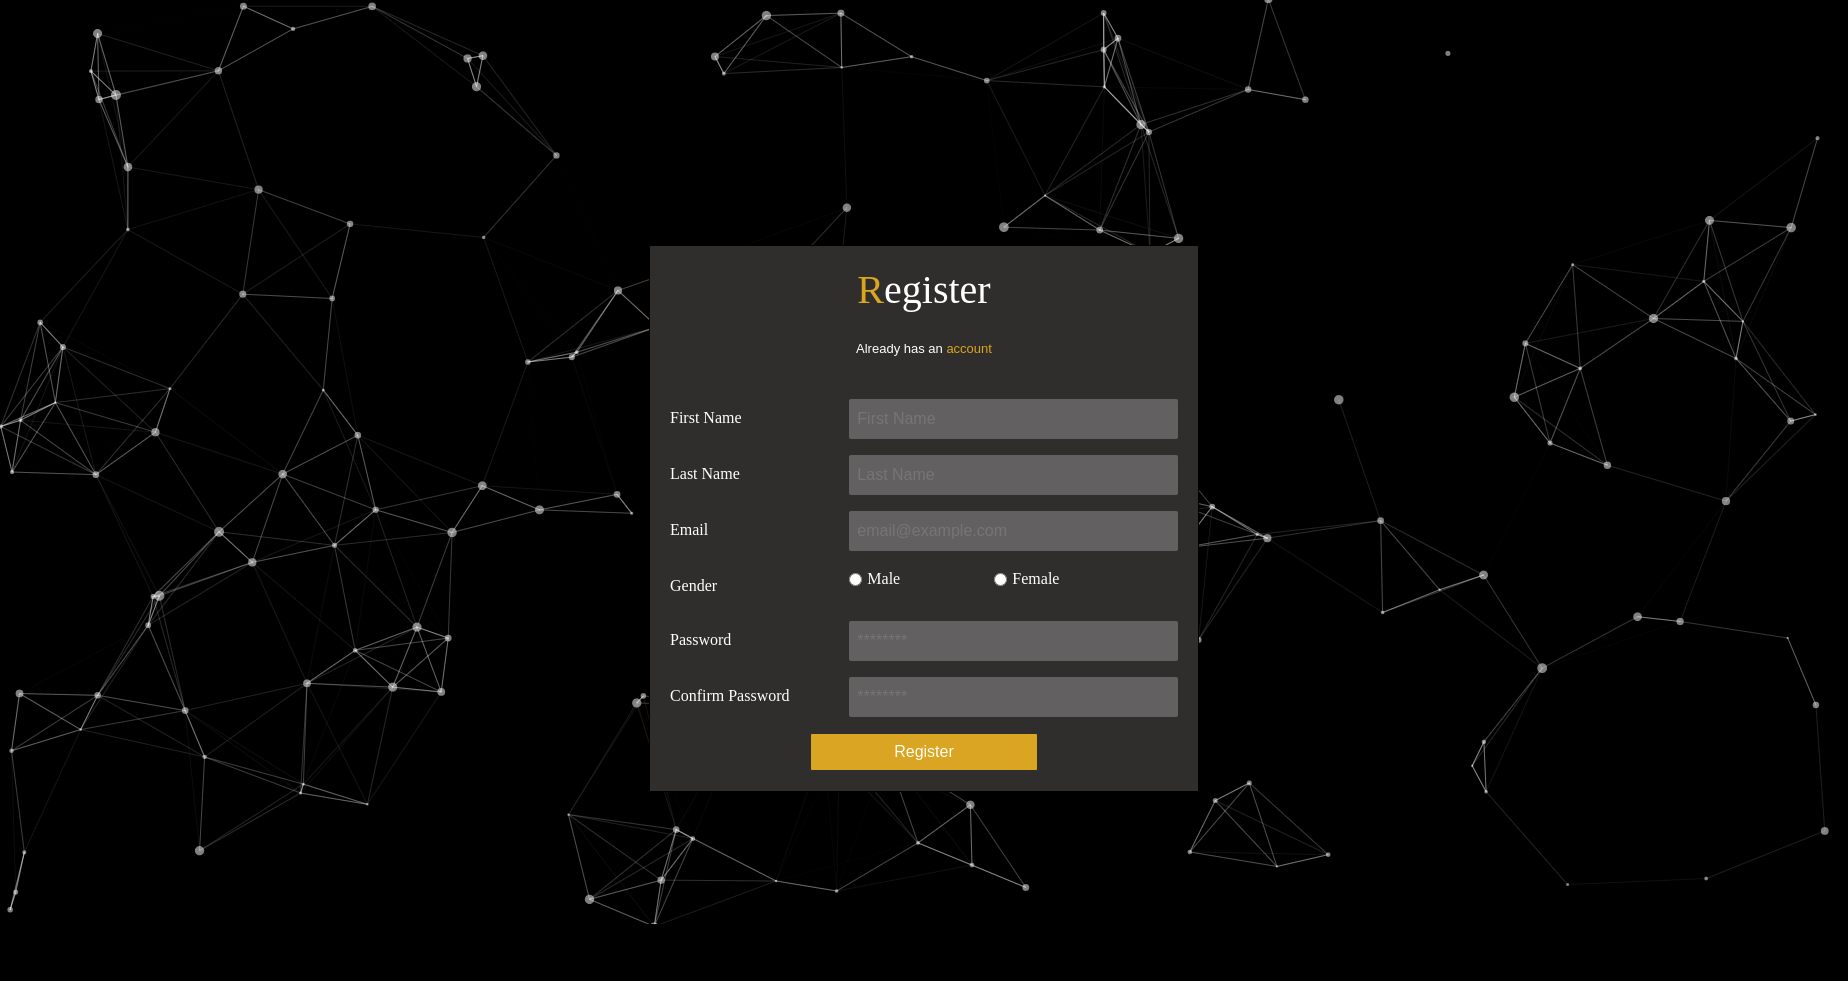 Register
Already has an account
First Name
First Name
Last Name
Last Name
Email
email@example.com
Gender
Male Female
Password
********
Confirm Password
********
Register